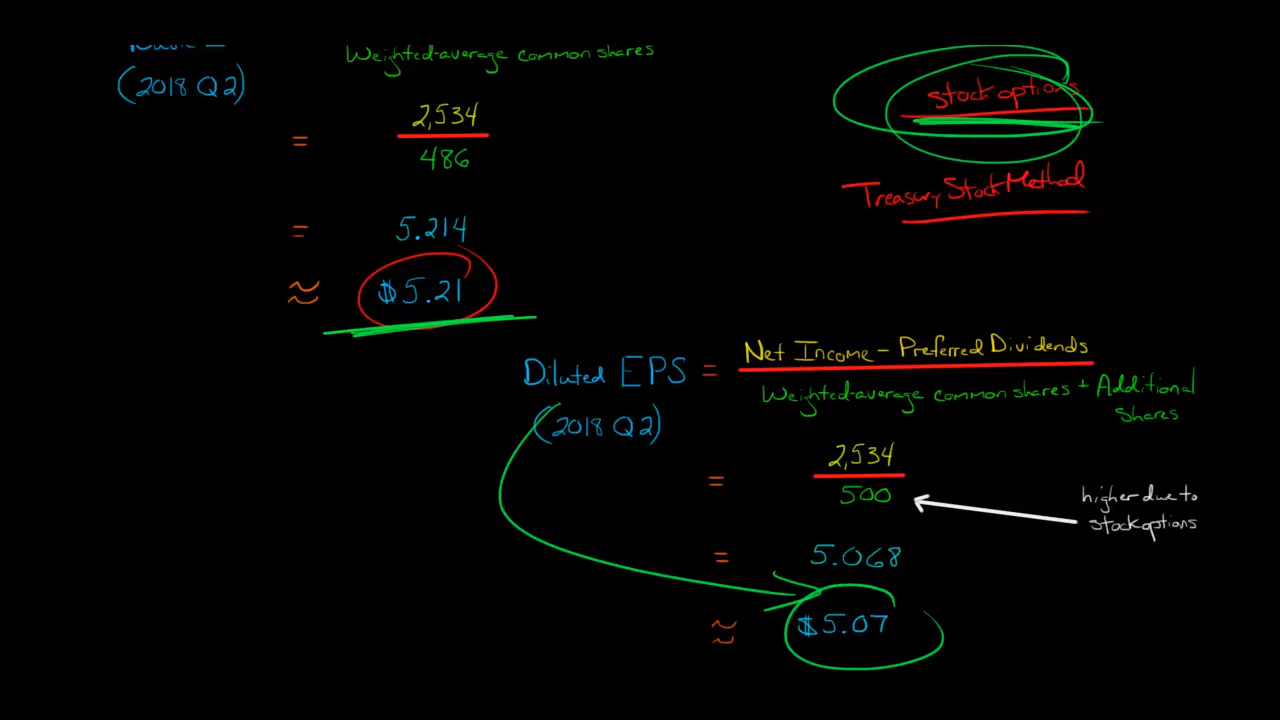 Weighted-average common shares
(2018 Q2)
= 2,534
486
= 5.214
≈ $5.21
stock options
Treasury Stock Method
Diluted EPS = Net Income - Preferred Dividends
Weighted-average common shares + Additional
Shares
(2018 Q2)
= 2,534
500
higher due to
stock options
= 5.068
≈ $5.07